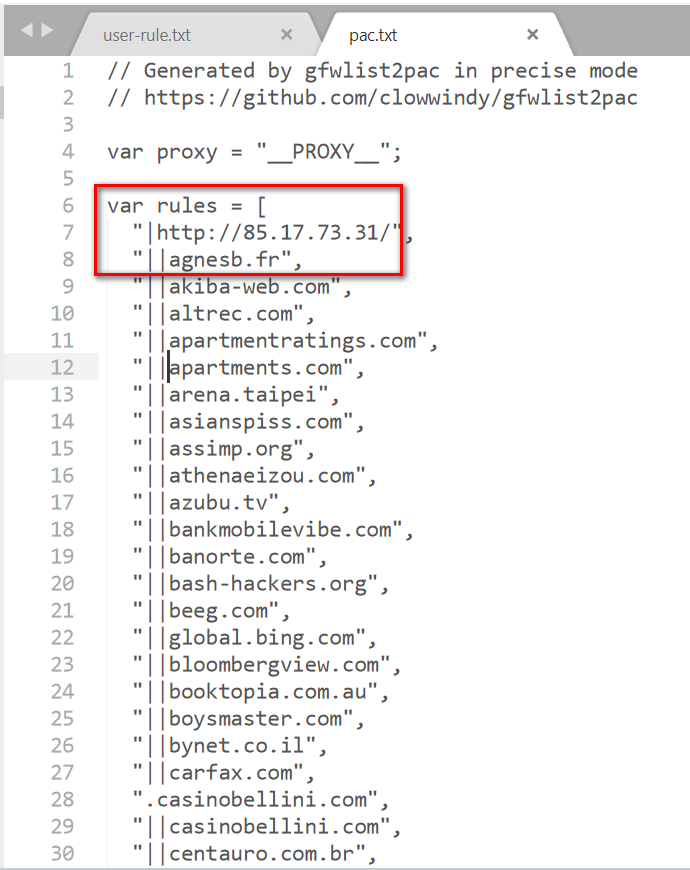 user-rule.txt × pac.txt ×
1 // Generated by gfwlist2pac in precise mode
2 // https://github.com/clowwindy/gfwlist2pac
3
4 var proxy = "__PROXY__";
5
6 var rules = [
7 "|http://85.17.73.31/",
8 "||agnesb.fr",
9 "||akiba-web.com",
10 "||altrec.com",
11 "||apartmentratings.com",
12 "||apartments.com",
13 "||arena.taipei",
14 "||asianspiss.com",
15 "||assimp.org",
16 "||athenaeizou.com",
17 "||azubu.tv",
18 "||bankmobilevibe.com",
19 "||banorte.com",
20 "||bash-hackers.org",
21 "||beeg.com",
22 "||global.bing.com",
23 "||bloombergview.com",
24 "||booktopia.com.au",
25 "||boysmaster.com",
26 "||bynet.co.il",
27 "||carfax.com",
28 ".casinobellini.com",
29 "||casinobellini.com",
30 "||centauro.com.br",